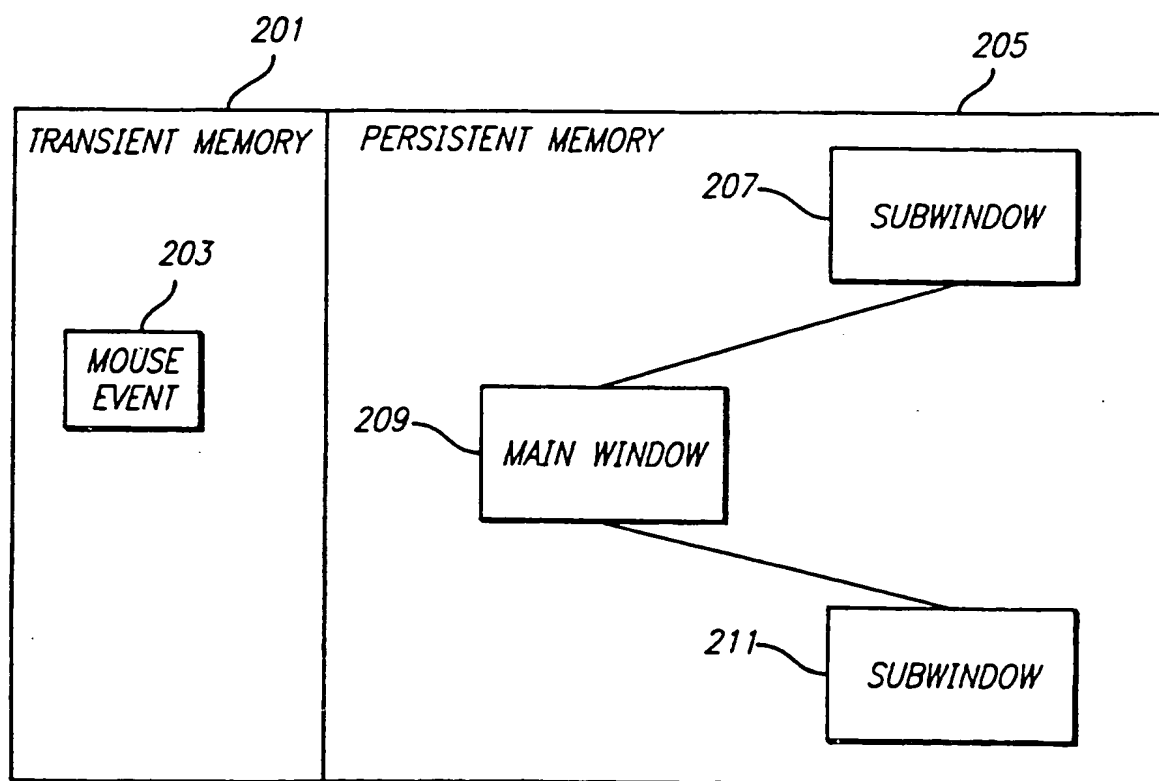 201
205
TRANSIENT MEMORY
PERSISTENT MEMORY
207
SUBWINDOW
203
MOUSE
EVENT
209
MAIN WINDOW
211
SUBWINDOW